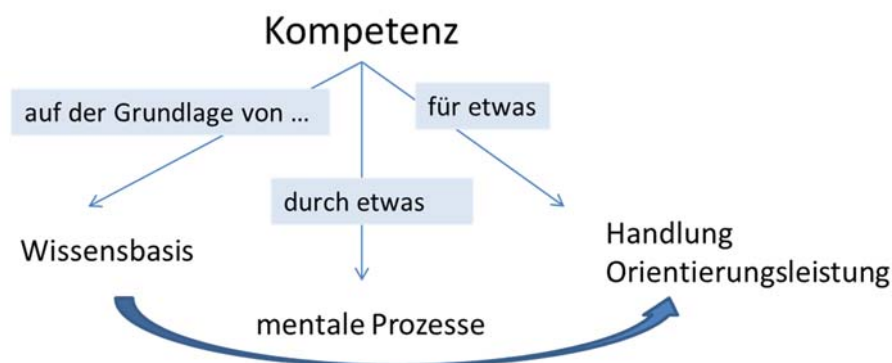 Kompetenz
auf der Grundlage von ...
für etwas
durch etwas
Wissensbasis
Handlung
Orientierungsleistung
mentale Prozesse